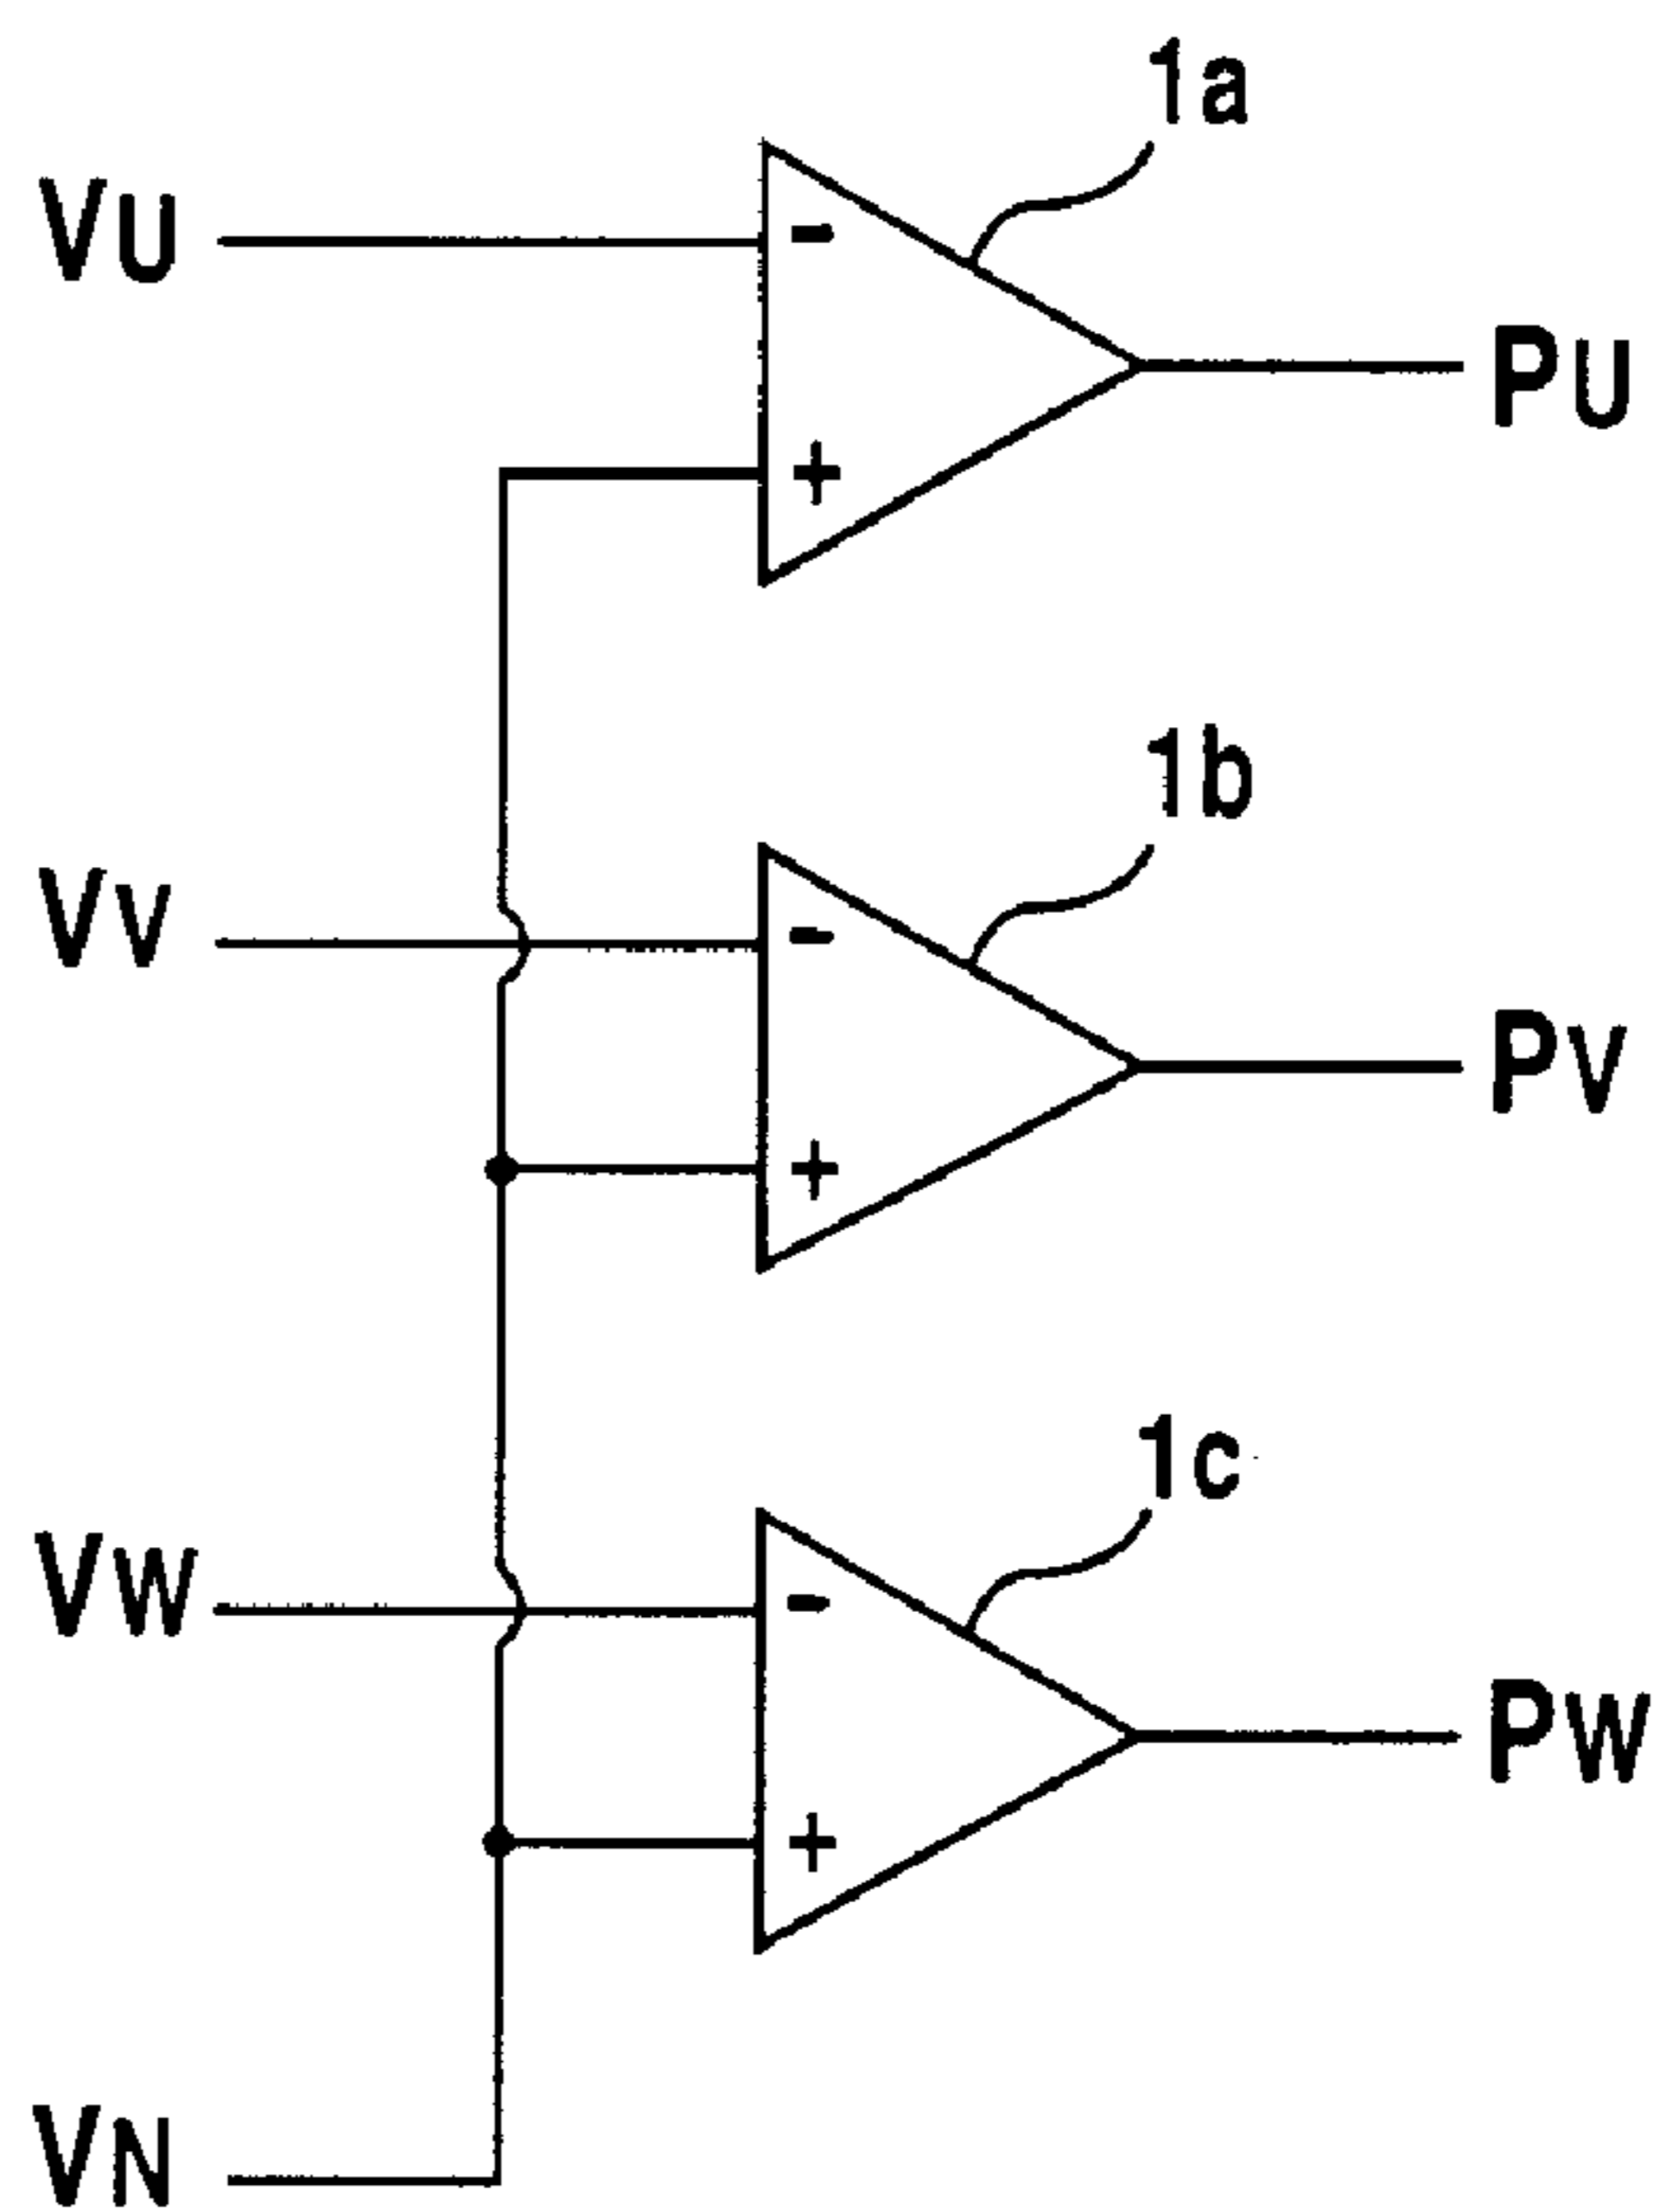 1a
VU
-
PU
+
1b
VV
-
PV
+
1c
VW
-
PW
+
VN